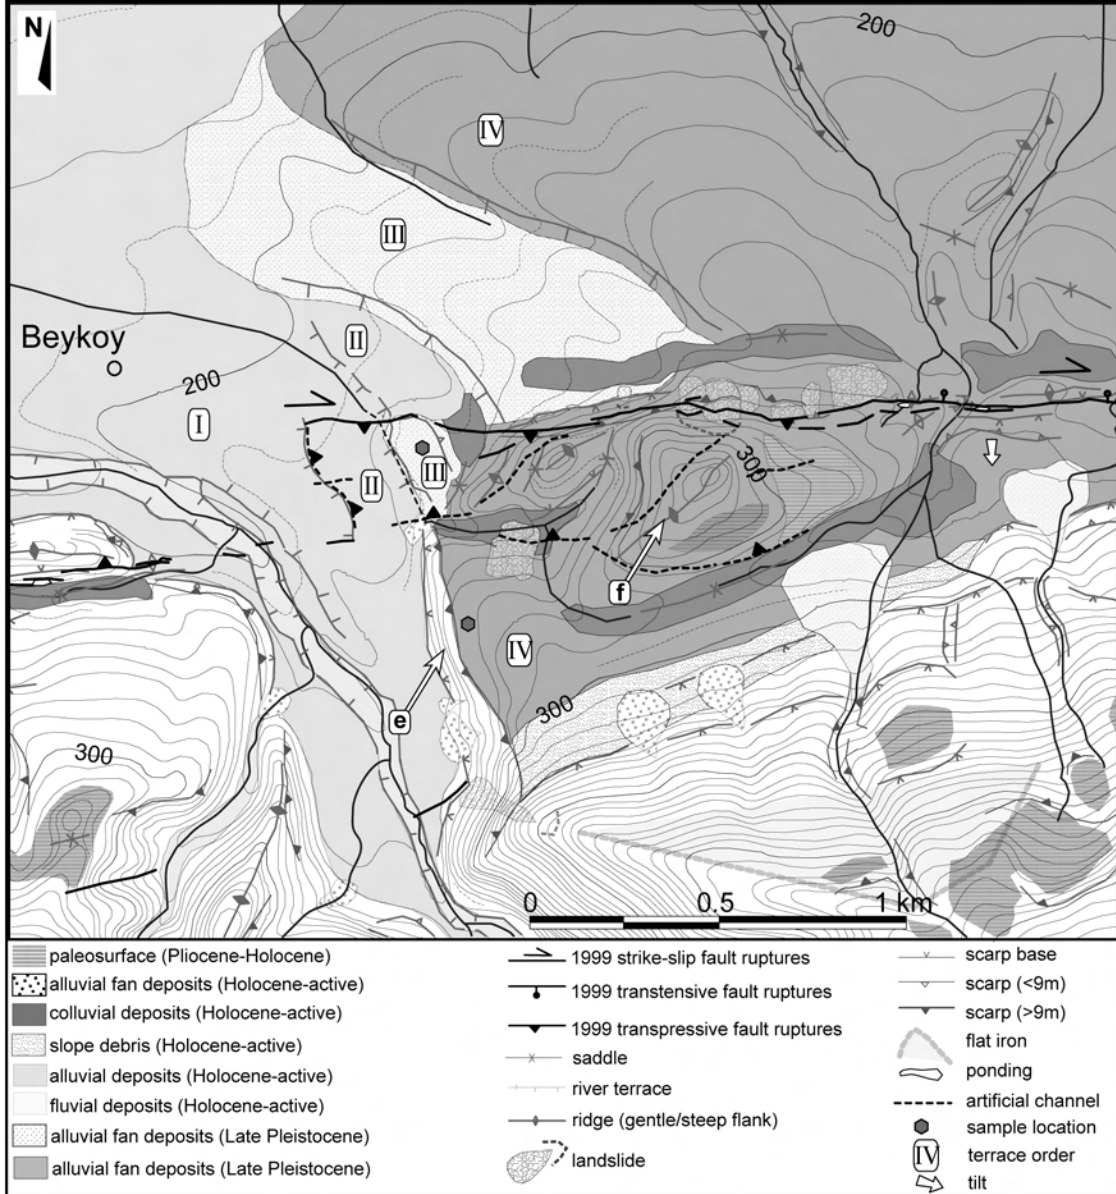 N
200
IV
III
Beykoy
II
200
I
III
II
300
f
IV
e
300
300
0 0.5 1 km
paleosurface (Pliocene-Holocene)
alluvial fan deposits (Holocene-active)
colluvial deposits (Holocene-active)
slope debris (Holocene-active)
alluvial deposits (Holocene-active)
fluvial deposits (Holocene-active)
alluvial fan deposits (Late Pleistocene)
alluvial fan deposits (Late Pleistocene)
1999 strike-slip fault ruptures
1999 transtensive fault ruptures
1999 transpressive fault ruptures
saddle
river terrace
ridge (gentle/steep flank)
landslide
scarp base
scarp (<9m)
scarp (>9m)
flat iron
ponding
artificial channel
sample location
IV terrace order
tilt